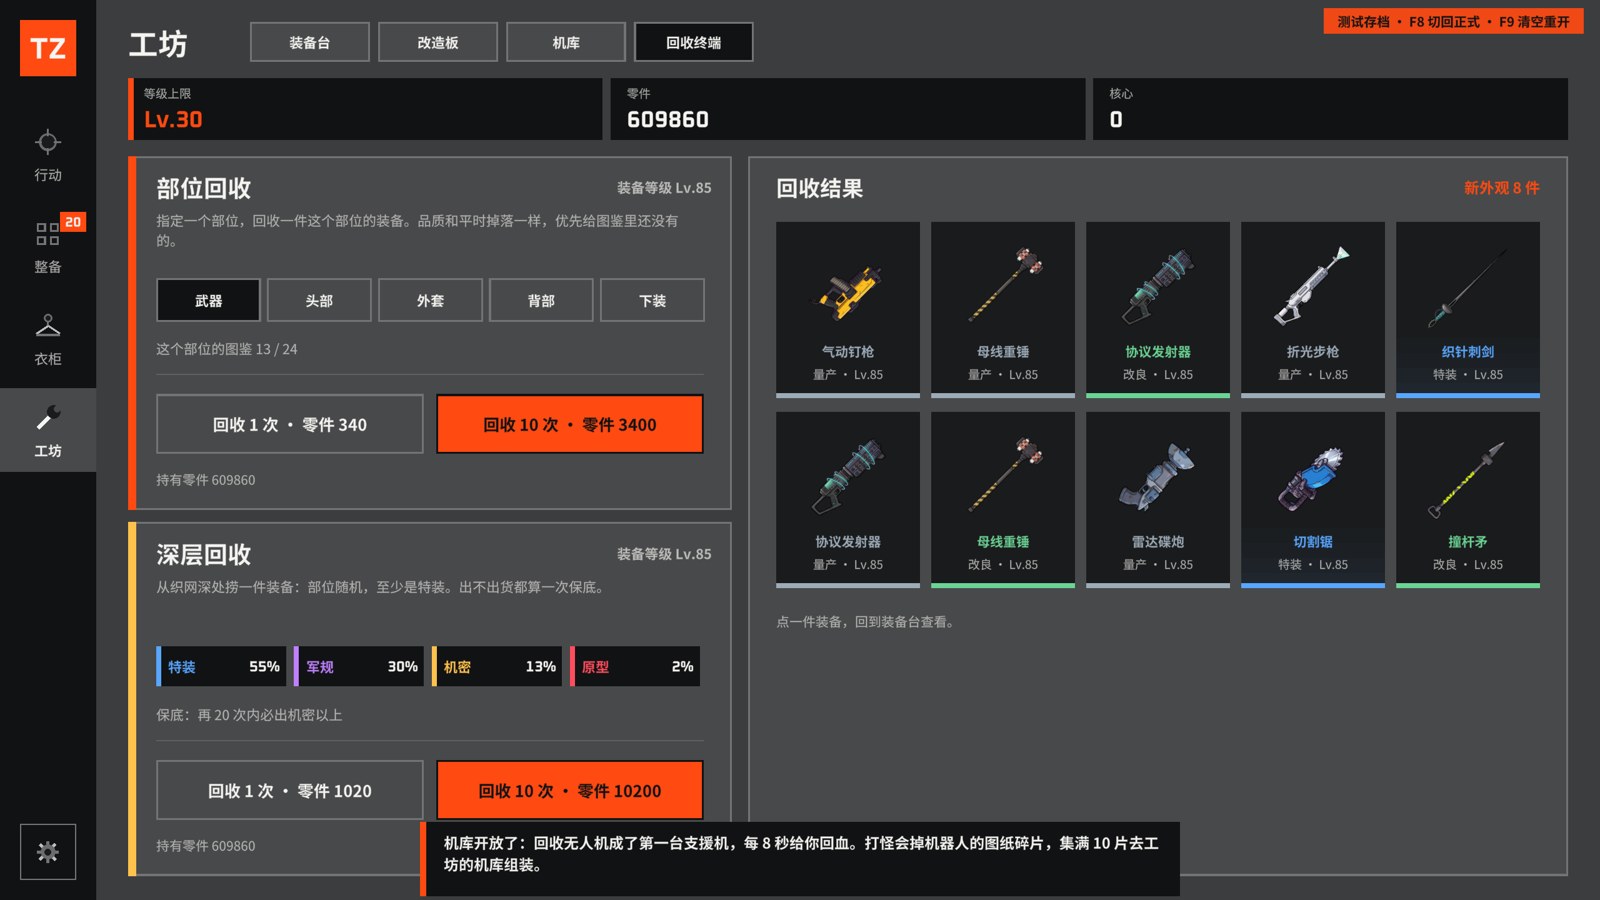 TZ
工坊
装备台
改造板
机库
回收终端
测试存档 • F8 切回正式 • F9 清空重开
行动
20
整备
衣柜
工坊
等级上限
Lv.30
零件
609860
核心
0
部位回收
装备等级 Lv.85
指定一个部位，回收一件这个部位的装备。品质和平时掉落一样，优先给图鉴里还没有
的。
武器
头部
外套
背部
下装
这个部位的图鉴 13 / 24
回收 1 次 • 零件 340
回收 10 次 • 零件 3400
持有零件 609860
深层回收
装备等级 Lv.85
从织网深处捞一件装备：部位随机，至少是特装。出不出货都算一次保底。
特装 55%
军规 30%
机密 13%
原型 2%
保底：再 20 次内必出机密以上
回收 1 次 • 零件 1020
回收 10 次 • 零件 10200
持有零件 609860
回收结果
新外观 8 件
气动钉枪
量产 • Lv.85
母线重锤
量产 • Lv.85
协议发射器
改良 • Lv.85
折光步枪
量产 • Lv.85
织针刺剑
特装 • Lv.85
协议发射器
量产 • Lv.85
母线重锤
改良 • Lv.85
雷达碟炮
量产 • Lv.85
切割锯
特装 • Lv.85
撞杆矛
改良 • Lv.85
点一件装备，回到装备台查看。
机库开放了：回收无人机成了第一台支援机，每 8 秒给你回血。打怪会掉机器人的图纸碎片，集满 10 片去工
坊的机库组装。